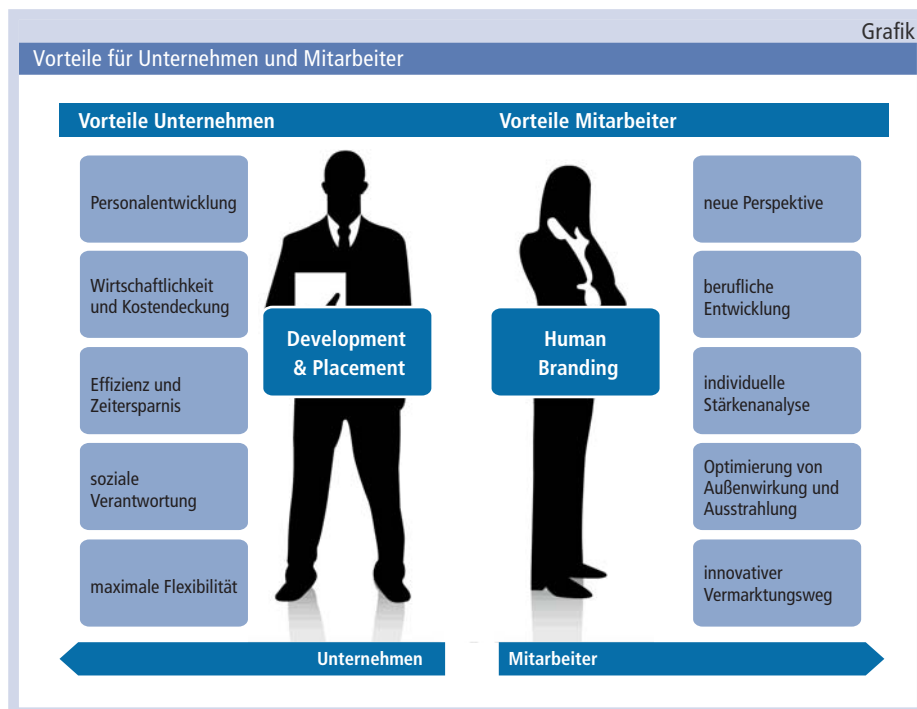 Grafik
Vorteile für Unternehmen und Mitarbeiter
Vorteile Unternehmen
Vorteile Mitarbeiter
Personalentwicklung
Wirtschaftlichkeit
und Kostendeckung
Effizienz und
Zeitersparnis
soziale
Verantwortung
maximale Flexibilität
Development
& Placement
Human
Branding
neue Perspektive
berufliche
Entwicklung
individuelle
Stärkenanalyse
Optimierung von
Außenwirkung und
Ausstrahlung
innovativer
Vermarktungsweg
Unternehmen
Mitarbeiter